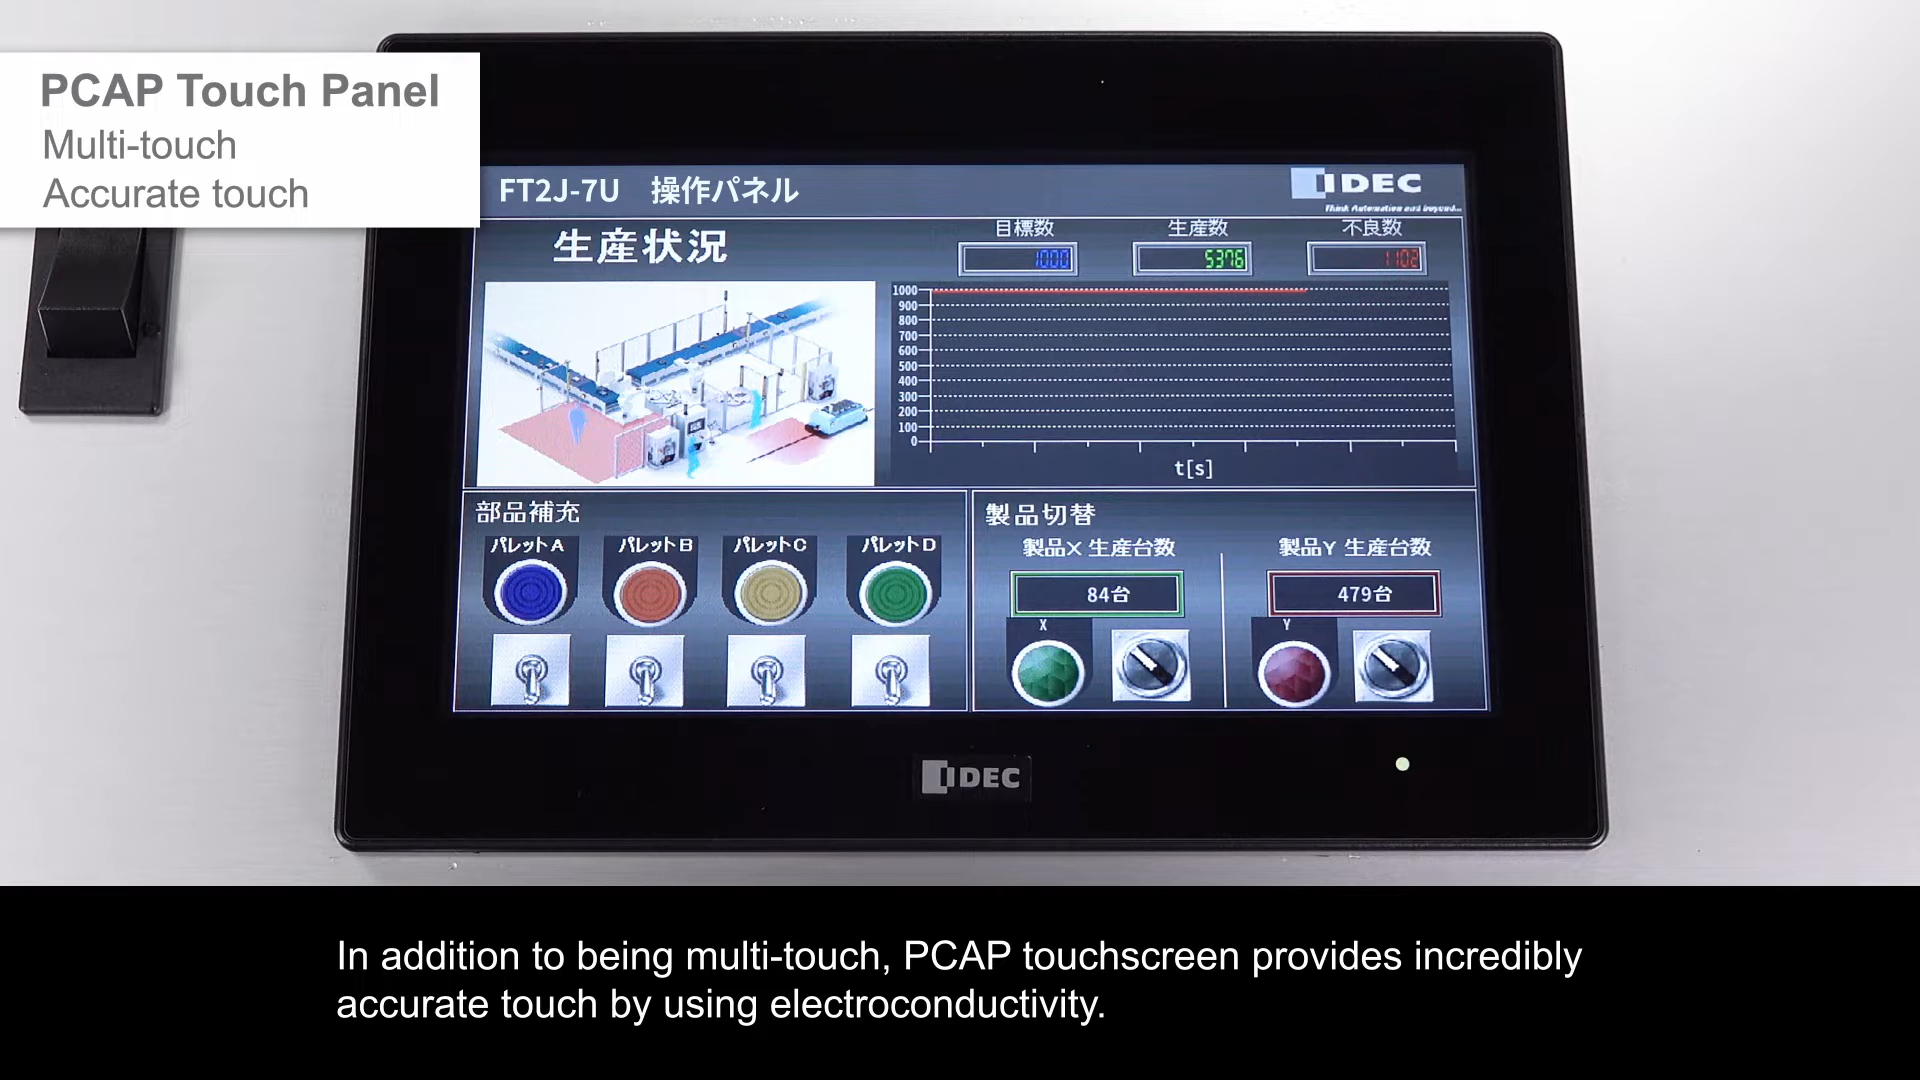 PCAP Touch Panel
Multi-touch
Accurate touch
FT2J-7U 操作パネル
IDEC
Think Automation and beyond...
生産状況
目標数
生産数
不良数
1000
5376
1102
1000
900
800
700
600
500
400
300
200
100
0
t[s]
部品補充
パレットA
パレットB
パレットC
パレットD
製品切替
製品X 生産台数
製品Y 生産台数
84台
479台
X
Y
IDEC
In addition to being multi-touch, PCAP touchscreen provides incredibly
accurate touch by using electroconductivity.